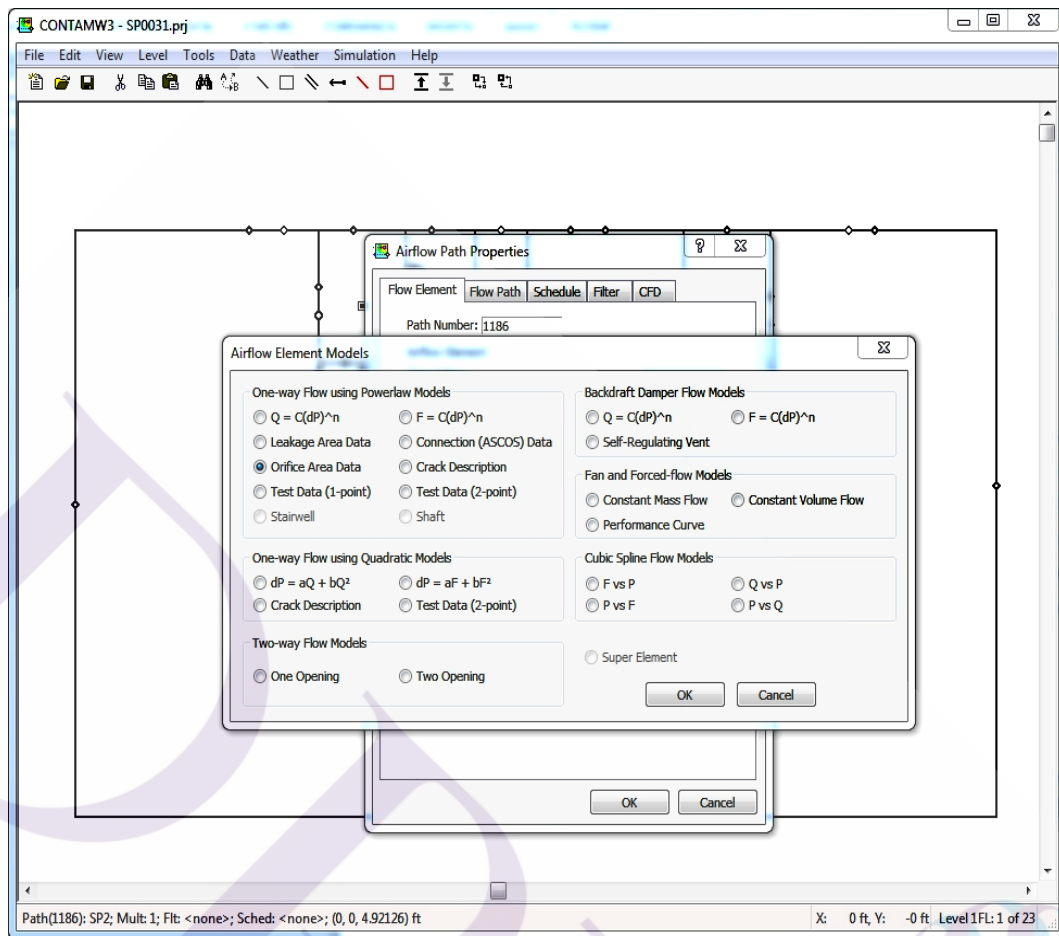 CONTAMW3 - SP0031.prj
File Edit View Level Tools Data Weather Simulation Help
Airflow Path Properties
Flow Element Flow Path Schedule Filter CFD
Path Number: 1186
Airflow Element Models
One-way Flow using Powerlaw Models
Q = C(dP)^n F = C(dP)^n
Leakage Area Data Connection (ASCOS) Data
Orifice Area Data Crack Description
Test Data (1-point) Test Data (2-point)
Stairwell Shaft
One-way Flow using Quadratic Models
dP = aQ + bQ² dP = aF + bF²
Crack Description Test Data (2-point)
Two-way Flow Models
One Opening Two Opening
Backdraft Damper Flow Models
Q = C(dP)^n F = C(dP)^n
Self-Regulating Vent
Fan and Forced-flow Models
Constant Mass Flow Constant Volume Flow
Performance Curve
Cubic Spline Flow Models
F vs P Q vs P
P vs F P vs Q
Super Element
OK Cancel
OK Cancel
Path(1186): SP2; Mult: 1; Flt: <none>; Sched: <none>; (0, 0, 4.92126) ft X: 0 ft, Y: -0 ft Level 1FL: 1 of 23